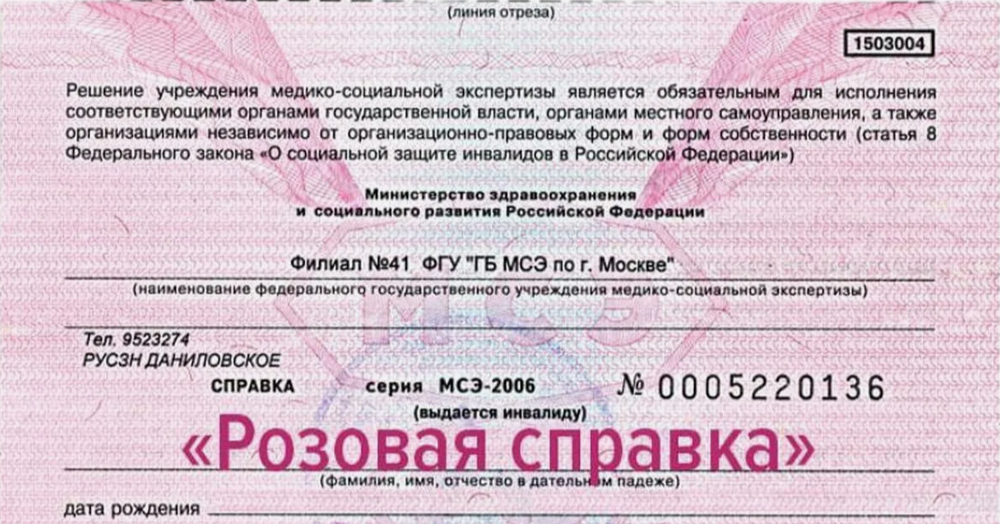 (линия отреза)
1503004
Решение учреждения медико-социальной экспертизы является обязательным для исполнения
соответствующими органами государственной власти, органами местного самоуправления, а также
организациями независимо от организационно-правовых форм и форм собственности (статья 8
Федерального закона «О социальной защите инвалидов в Российской Федерации»)
Министерство здравоохранения
и социального развития Российской Федерации
Филиал №41 ФГУ "ГБ МСЭ по г. Москве"
(наименование федерального государственного учреждения медико-социальной экспертизы)
МСЭ
Тел. 9523274
РУСЗН ДАНИЛОВСКОЕ
СПРАВКА серия МСЭ-2006 № 0005220136
(выдается инвалиду)
«Розовая справка»
(фамилия, имя, отчество в дательном падеже)
дата рождения